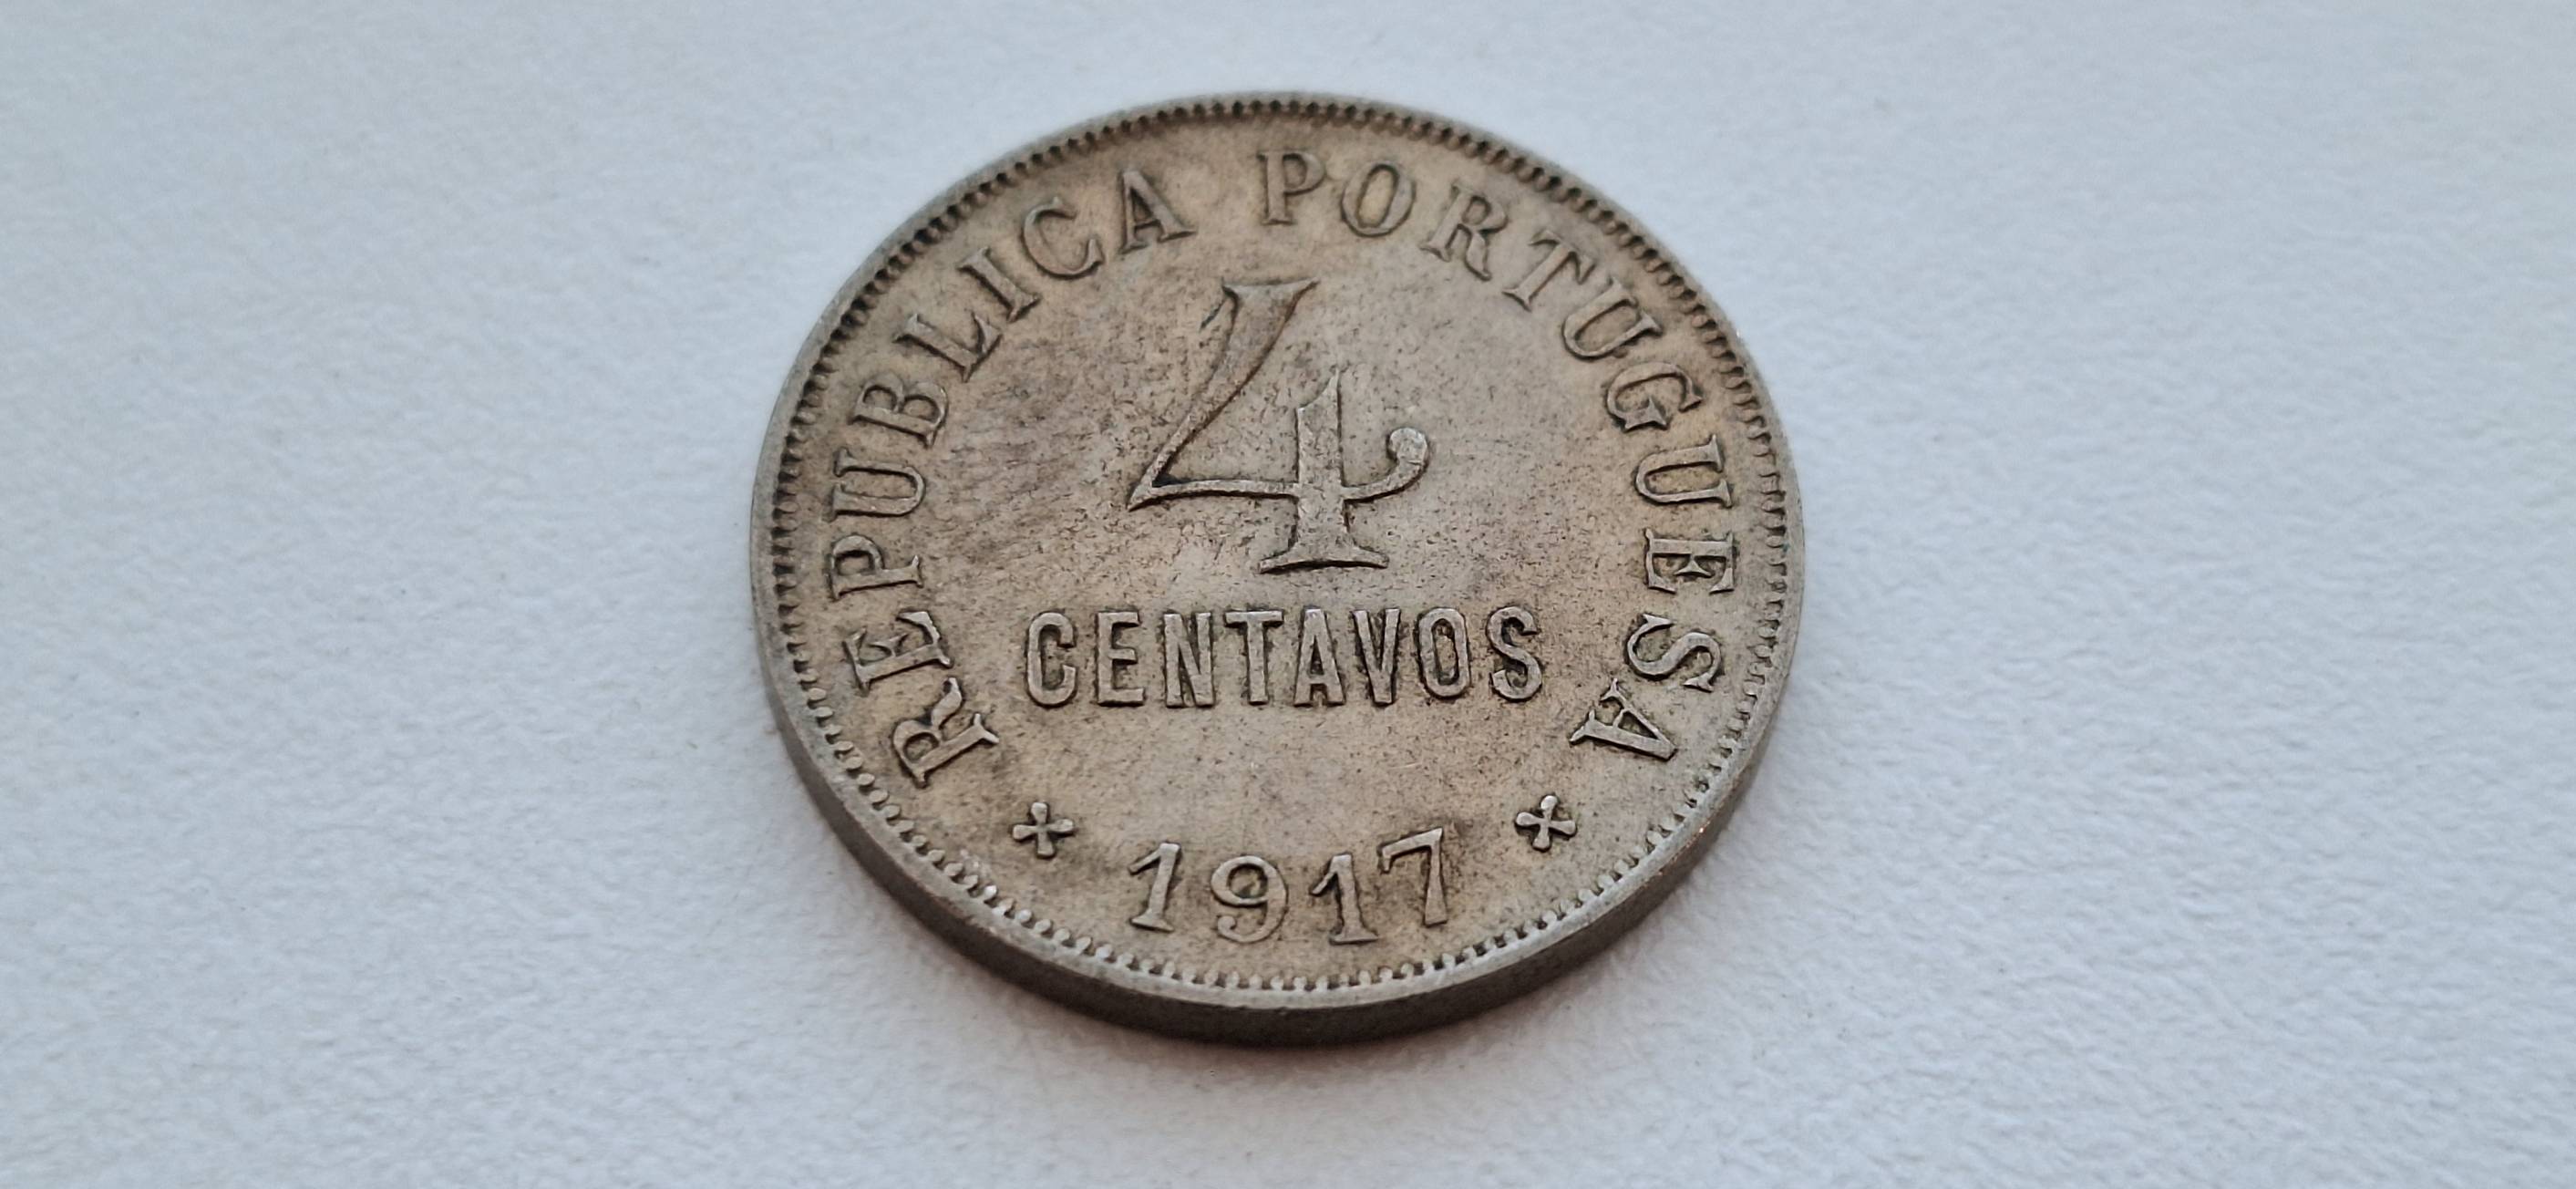 REPUBLICA PORTUGUESA
4
CENTAVOS
1917